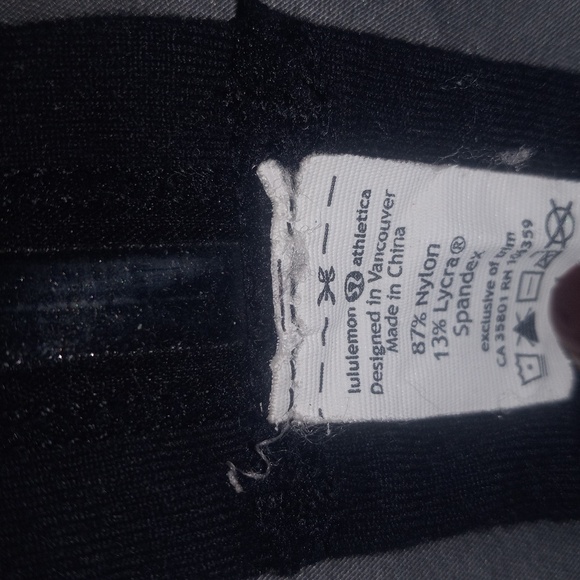 lululemon athletica
Designed in Vancouver
Made in China
87% Nylon
13% Lycra®
Spandex
exclusive of trim
CA 35801 RN 106259